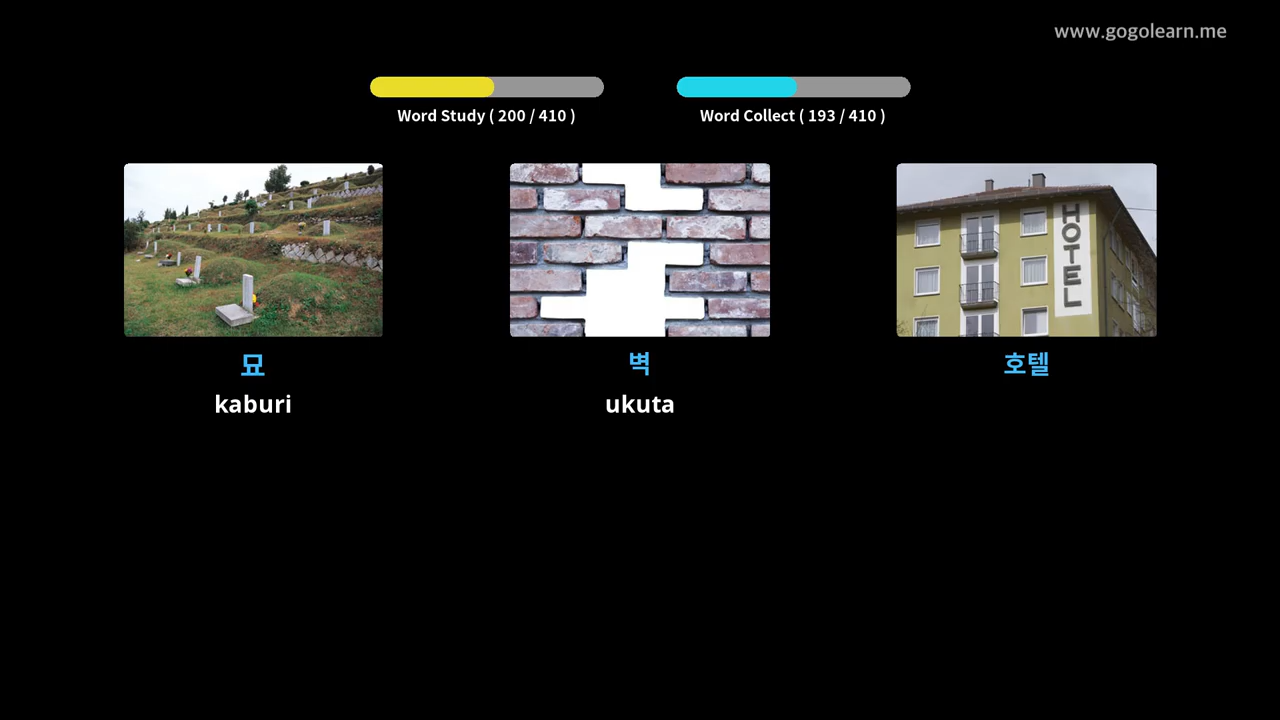 www.gogolearn.me
Word Study ( 200 / 410 )
Word Collect ( 193 / 410 )
HOTEL
묘
벽
호텔
kaburi
ukuta